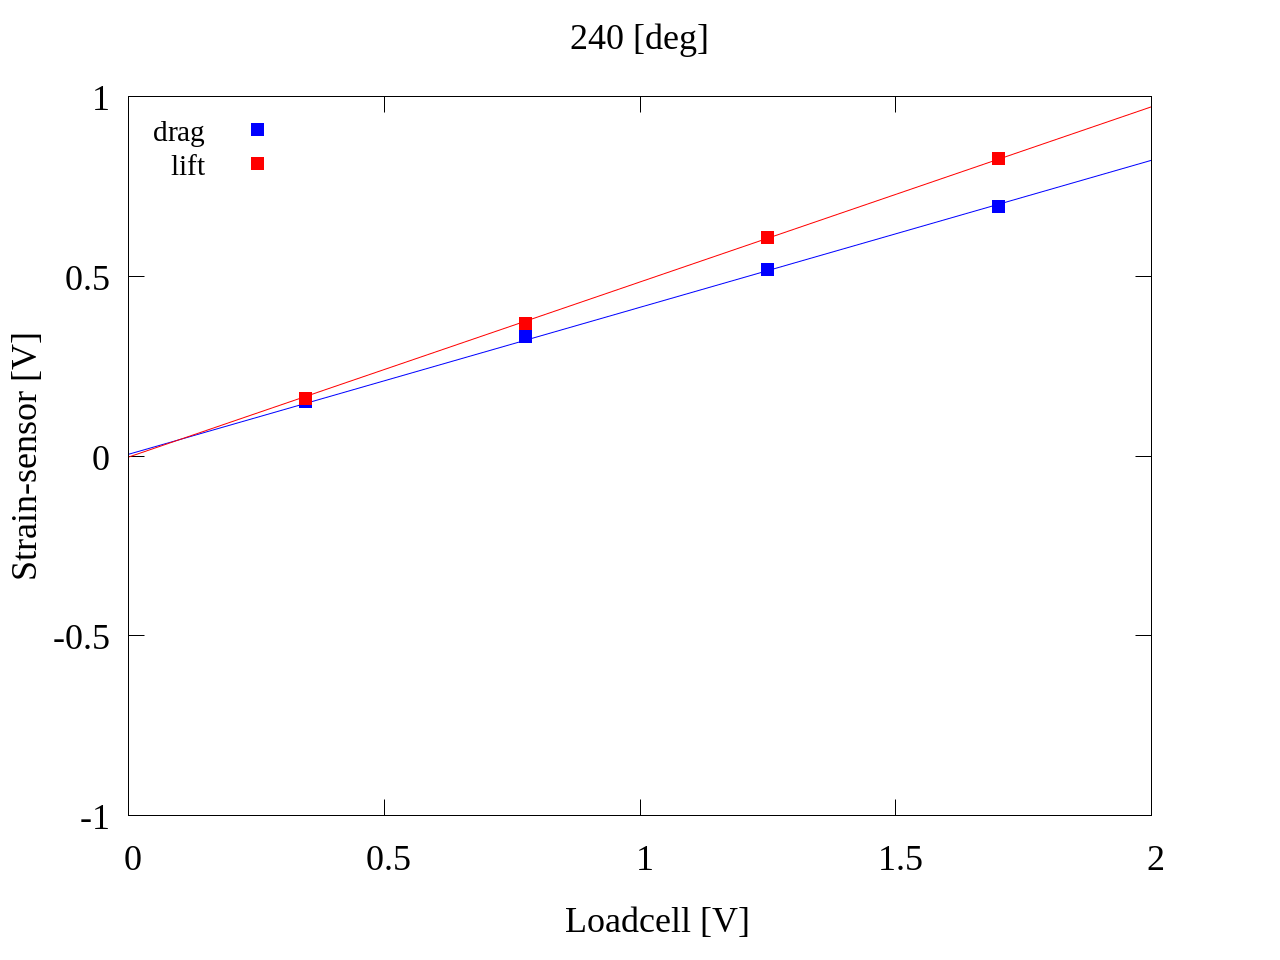 240 [deg]
drag
lift
1
0.5
0
-0.5
-1
Strain-sensor [V]
0 0.5 1 1.5 2
Loadcell [V]